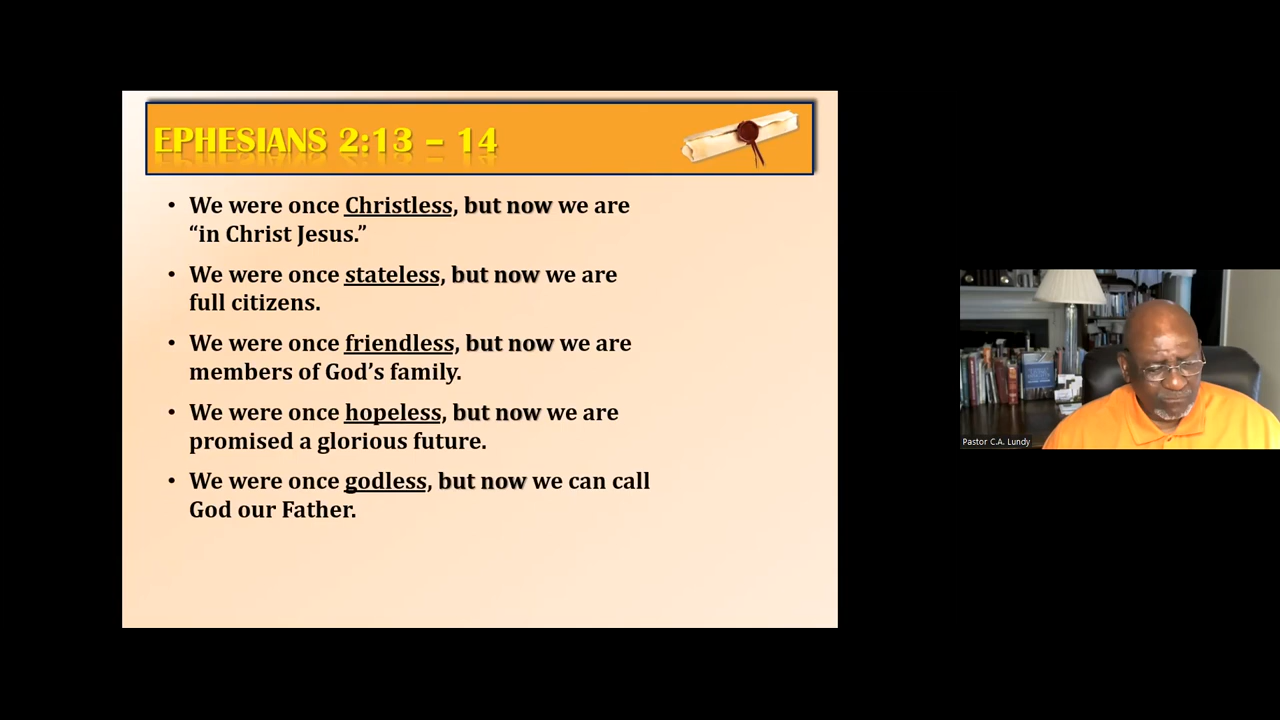 EPHESIANS 2:13 – 14
• We were once Christless, but now we are
“in Christ Jesus.”
• We were once stateless, but now we are
full citizens.
• We were once friendless, but now we are
members of God’s family.
• We were once hopeless, but now we are
promised a glorious future.
• We were once godless, but now we can call
God our Father.
Pastor C.A. Lundy